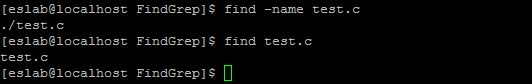 [eslab@localhost FindGrep]$ find -name test.c
./test.c
[eslab@localhost FindGrep]$ find test.c
test.c
[eslab@localhost FindGrep]$